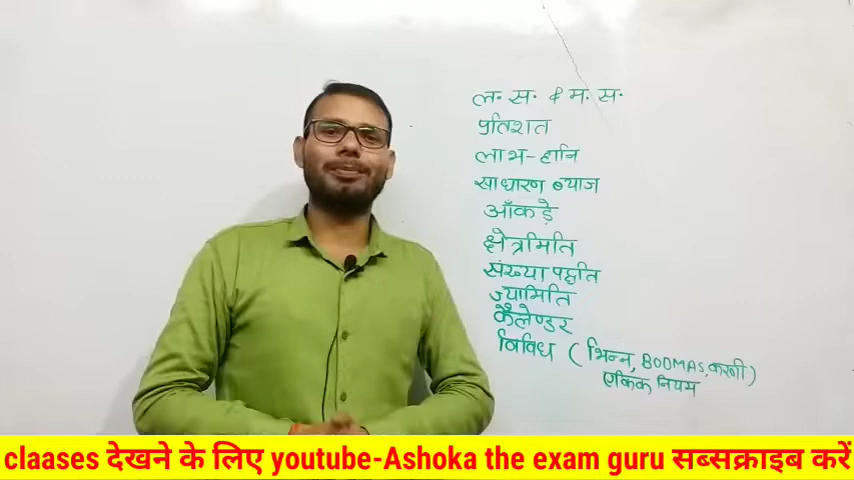 ल. स. & म. स.
प्रतिशत
लाभ-हानि
साधारण ब्याज
आँकड़े
क्षेत्रमिति
संख्या पद्धति
ज्यामिति
कैलेण्डर
विविध (भिन्न, BODMAS, करणी)
ऐकिक नियम
claases देखने के लिए youtube-Ashoka the exam guru सब्सक्राइब करें